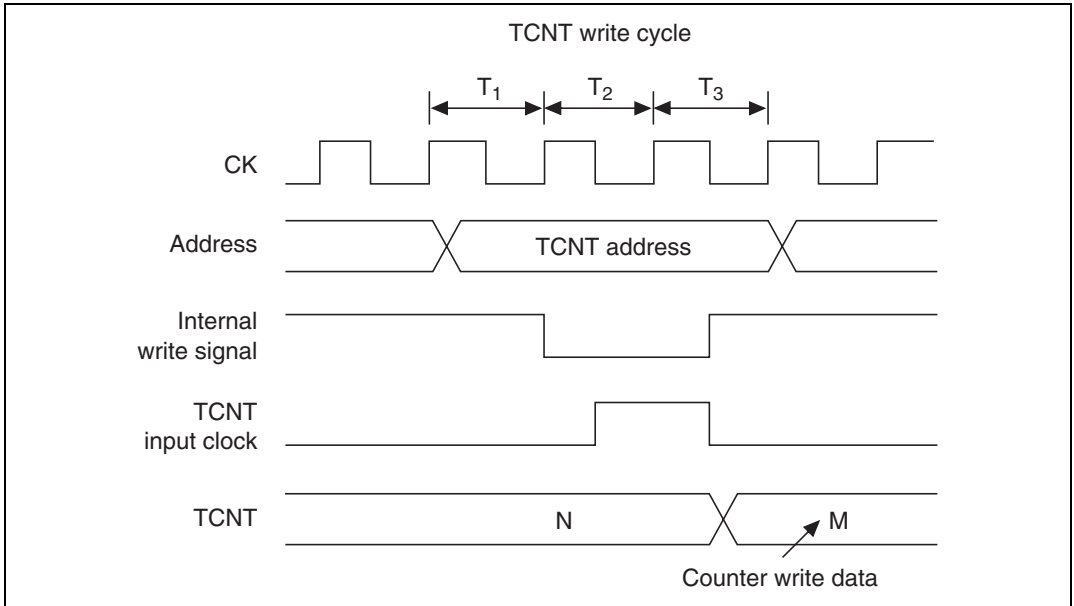 TCNT write cycle
T1 T2 T3
CK
Address
TCNT address
Internal
write signal
TCNT
input clock
TCNT
N
M
Counter write data